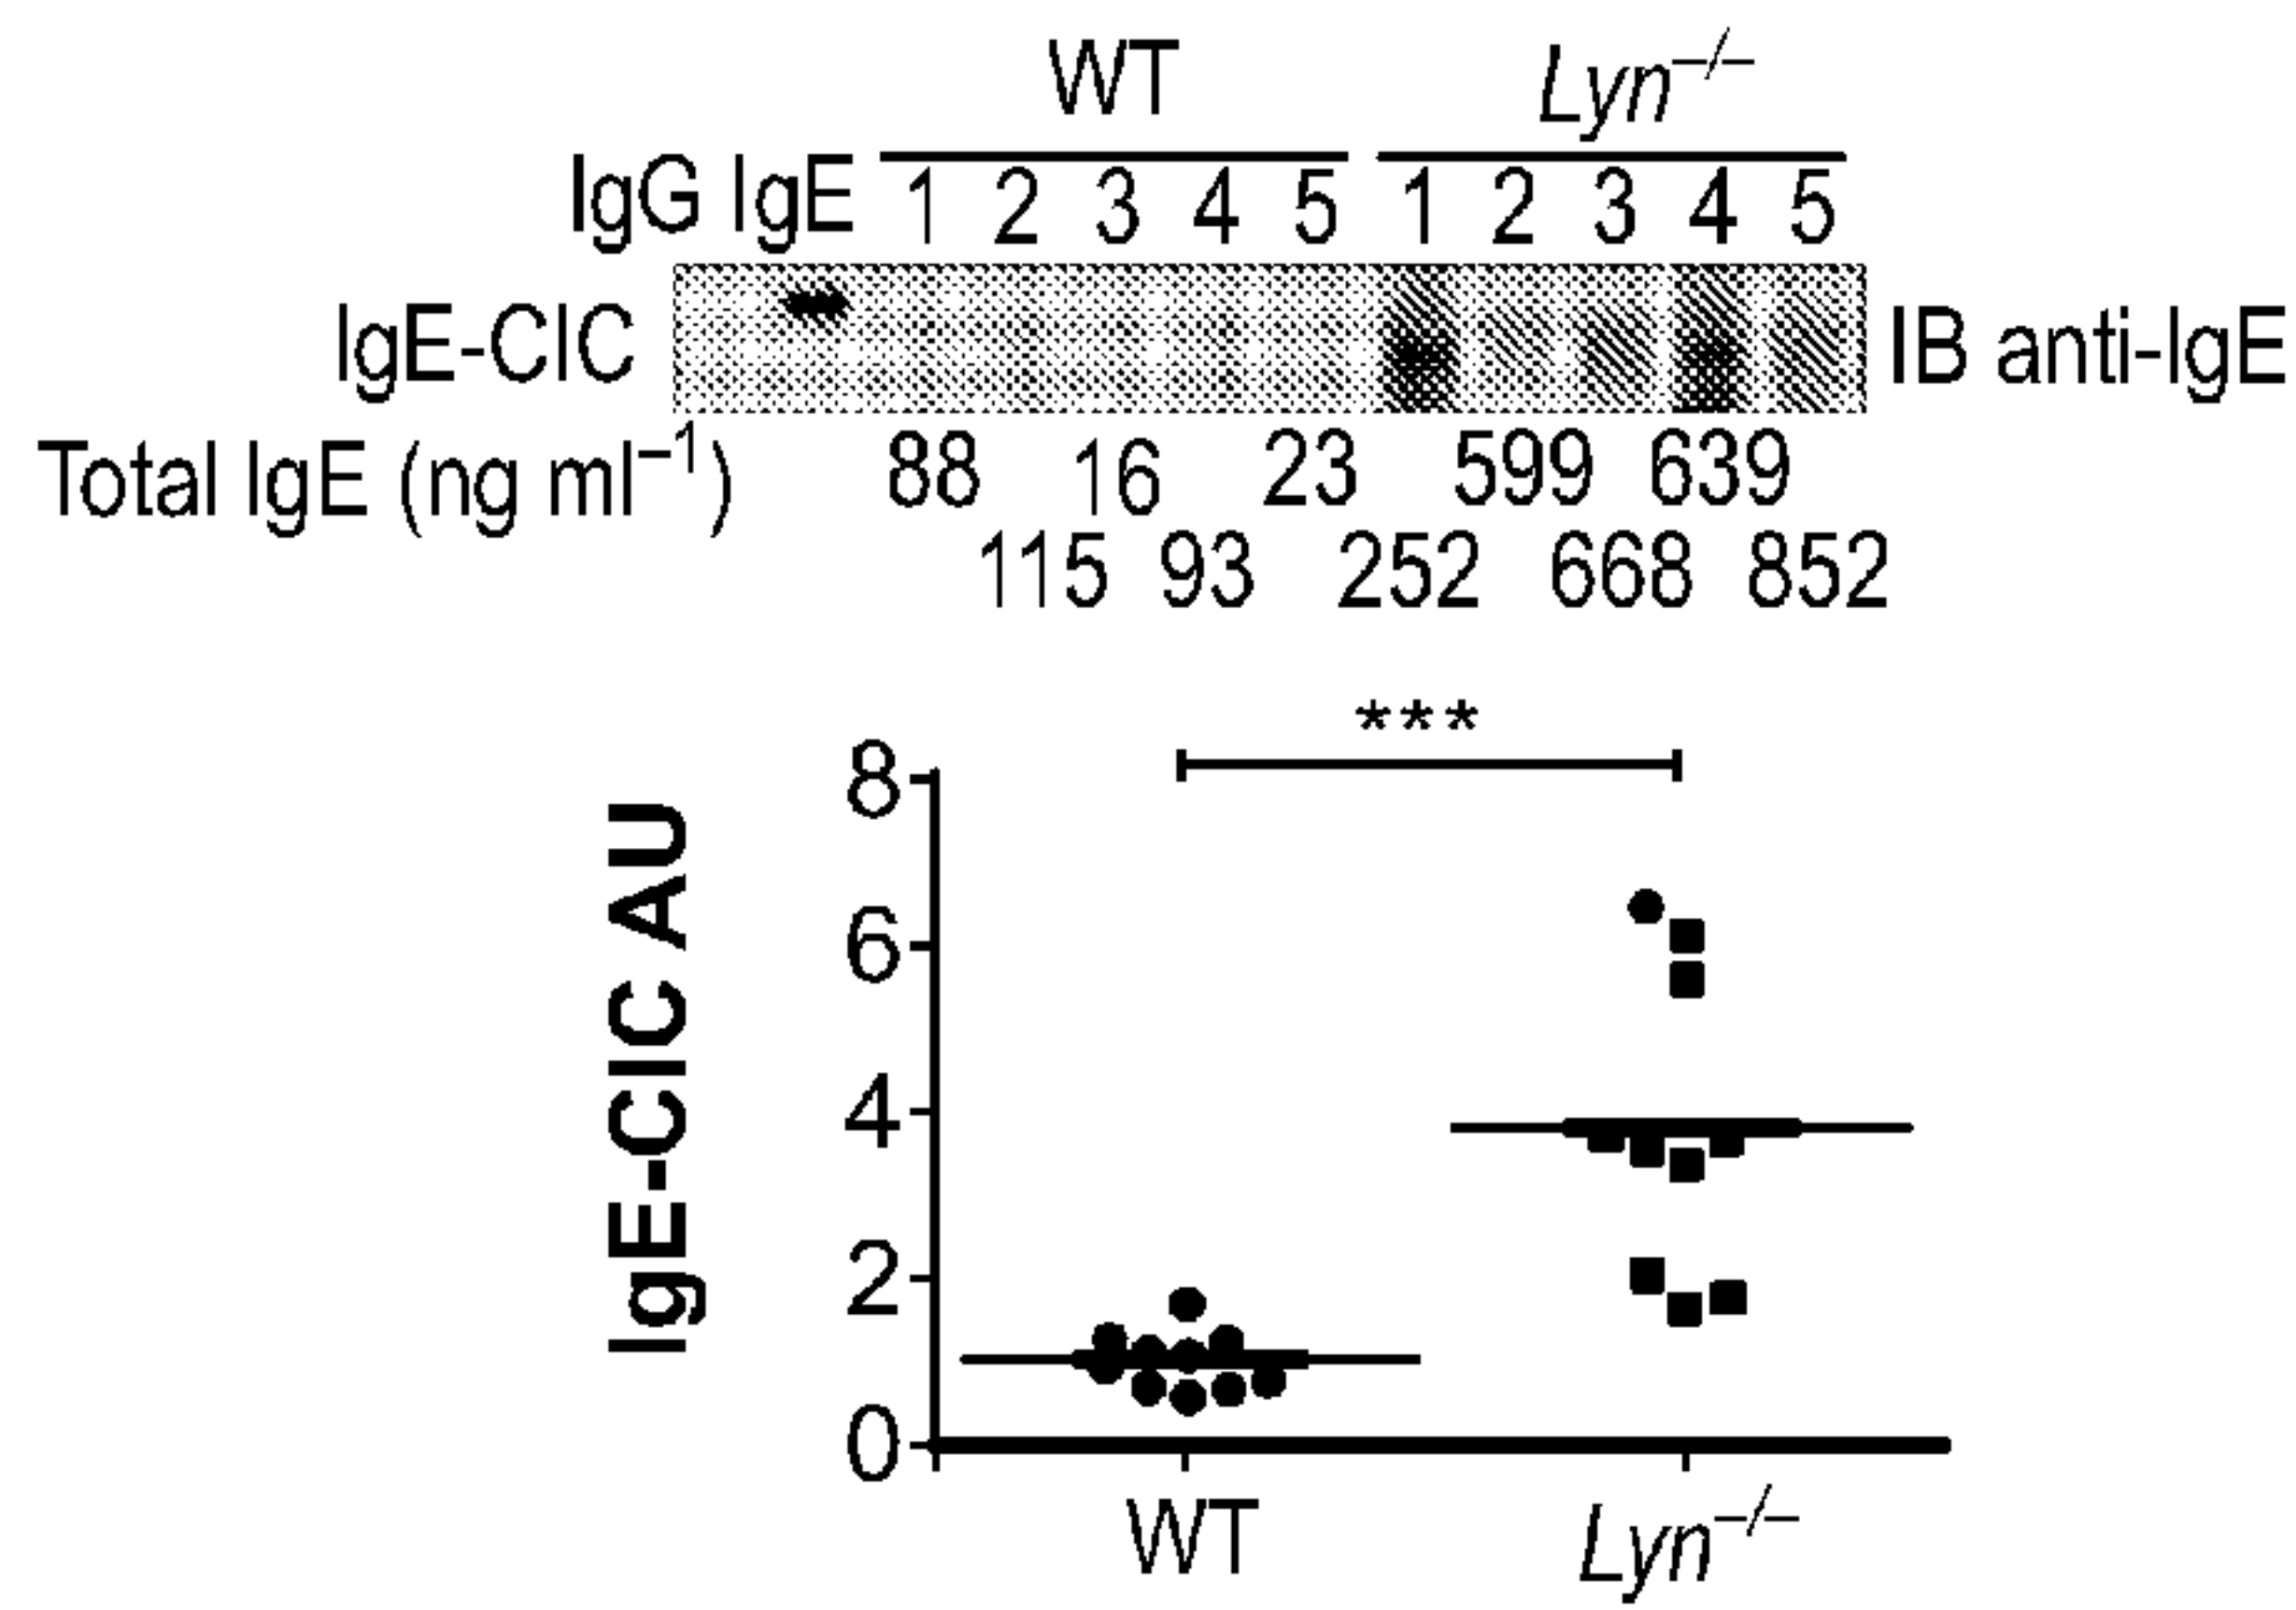 WT Lyn−/−
IgG IgE 1 2 3 4 5 1 2 3 4 5
IgE-CIC IB anti-IgE
Total IgE (ng ml−1) 88 16 23 599 639
115 93 252 668 852
***
8
6
4
2
0
IgE-CIC AU
WT Lyn−/−